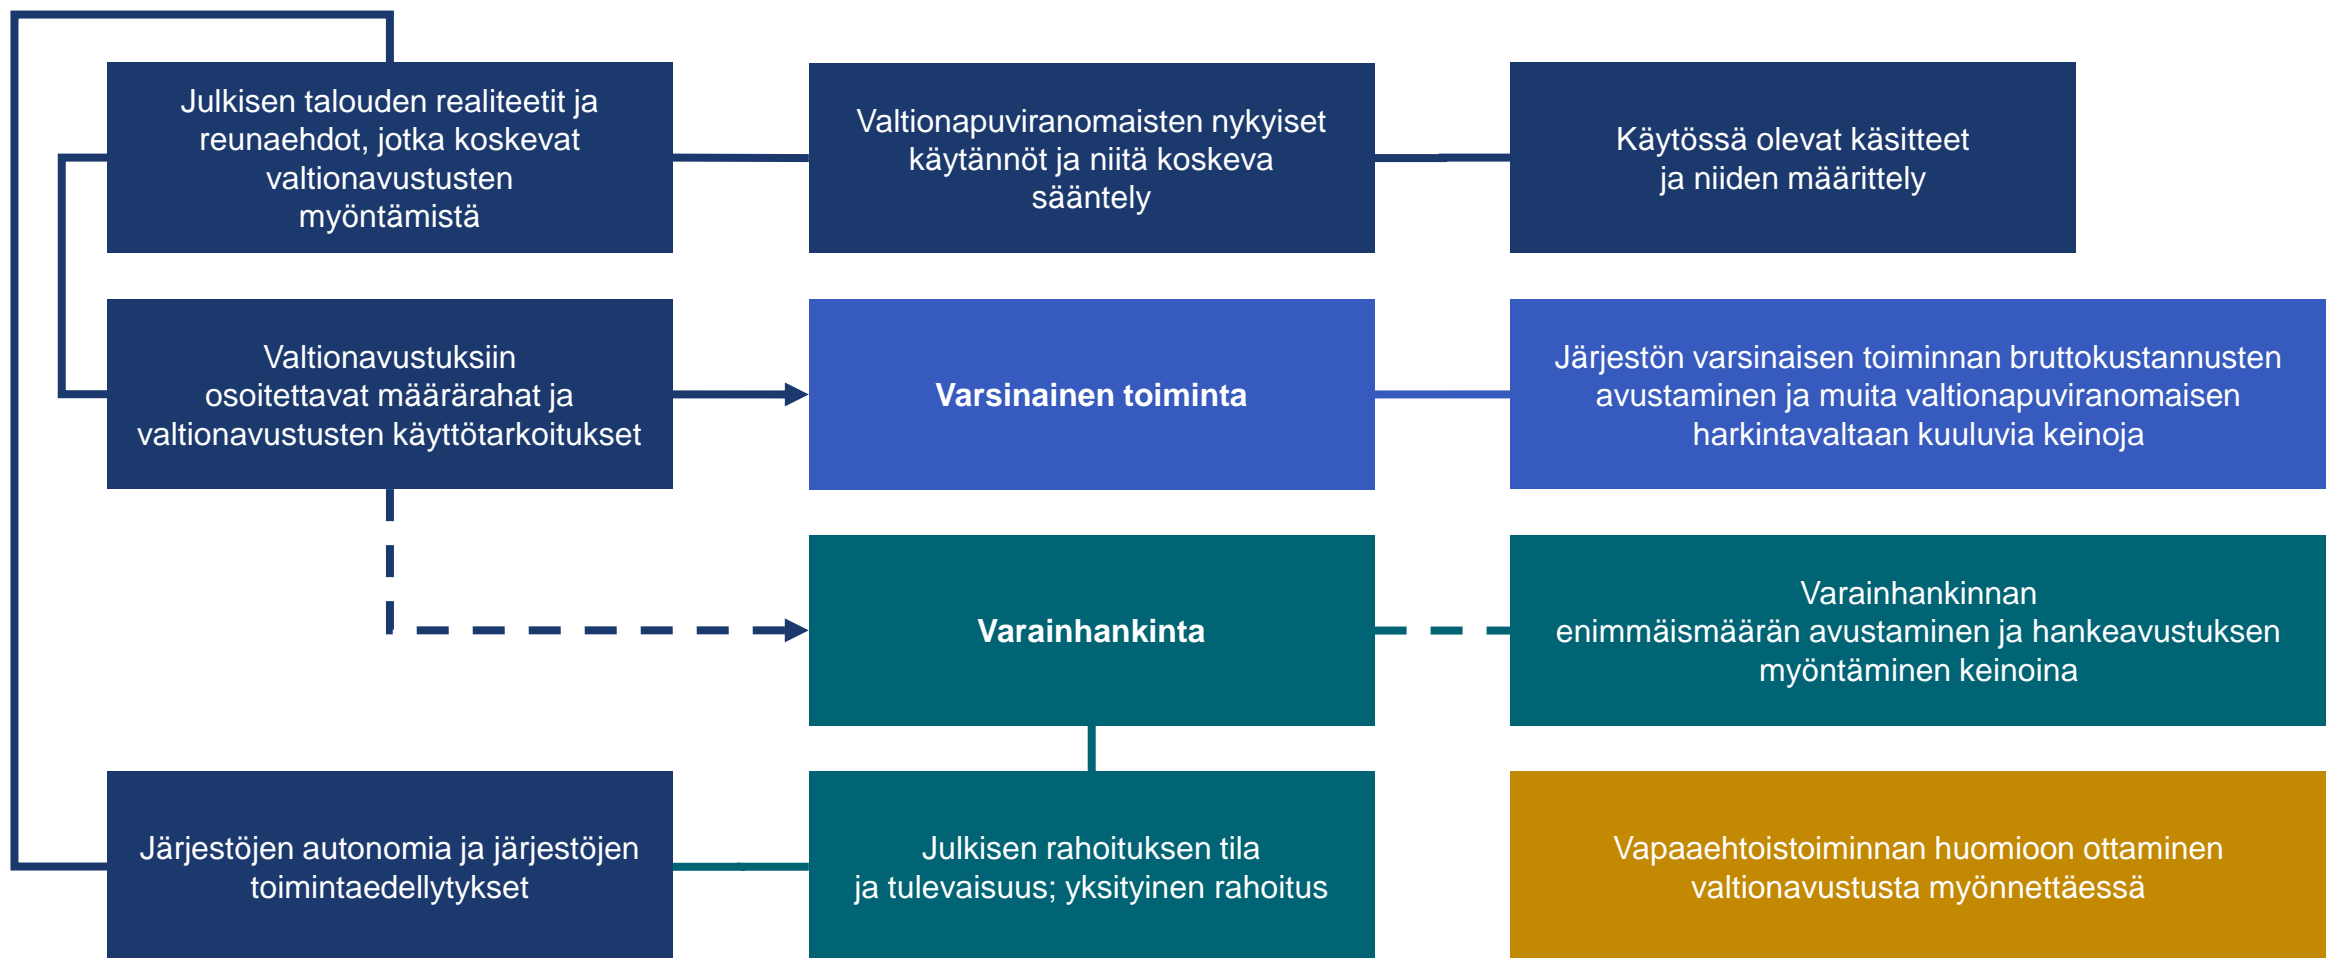 Julkisen talouden realiteetit ja
reunaehdot, jotka koskevat
valtionavustusten
myöntämistä
Valtionapuviranomaisten nykyiset
käytännöt ja niitä koskeva
sääntely
Käytössä olevat käsitteet
ja niiden määrittely
Valtionavustuksiin
osoitettavat määrärahat ja
valtionavustusten käyttötarkoitukset
Varsinainen toiminta
Järjestön varsinaisen toiminnan bruttokustannusten
avustaminen ja muita valtionapuviranomaisen
harkintavaltaan kuuluvia keinoja
Varainhankinta
Varainhankinnan
enimmäismäärän avustaminen ja hankeavustuksen
myöntäminen keinoina
Järjestöjen autonomia ja järjestöjen
toimintaedellytykset
Julkisen rahoituksen tila
ja tulevaisuus; yksityinen rahoitus
Vapaaehtoistoiminnan huomioon ottaminen
valtionavustusta myönnettäessä